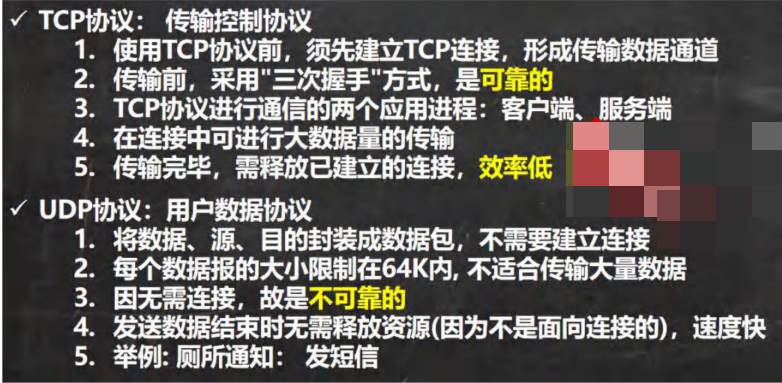 ✓ TCP协议： 传输控制协议
1. 使用TCP协议前，须先建立TCP连接，形成传输数据通道
2. 传输前，采用"三次握手"方式，是可靠的
3. TCP协议进行通信的两个应用进程：客户端、服务端
4. 在连接中可进行大数据量的传输
5. 传输完毕，需释放已建立的连接，效率低
✓ UDP协议：用户数据协议
1. 将数据、源、目的封装成数据包，不需要建立连接
2. 每个数据报的大小限制在64K内, 不适合传输大量数据
3. 因无需连接，故是不可靠的
4. 发送数据结束时无需释放资源(因为不是面向连接的)，速度快
5. 举例: 厕所通知： 发短信